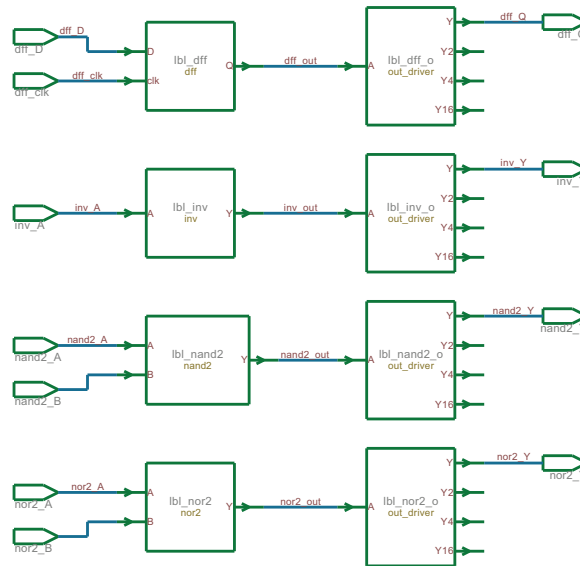 dff_D
dff_D
dff_clk
dff_clk
D
clk
lbl_dff
dff
Q
dff_out
A
lbl_dff_o
out_driver
Y
Y2
Y4
Y16
dff_Q
inv_A
inv_A
A
lbl_inv
inv
Y
inv_out
A
lbl_inv_o
out_driver
Y
Y2
Y4
Y16
inv_Y
nand2_A
nand2_A
nand2_B
A
B
lbl_nand2
nand2
Y
nand2_out
A
lbl_nand2_o
out_driver
Y
Y2
Y4
Y16
nand2_Y
nor2_A
nor2_A
nor2_B
A
B
lbl_nor2
nor2
Y
nor2_out
A
lbl_nor2_o
out_driver
Y
Y2
Y4
Y16
nor2_Y